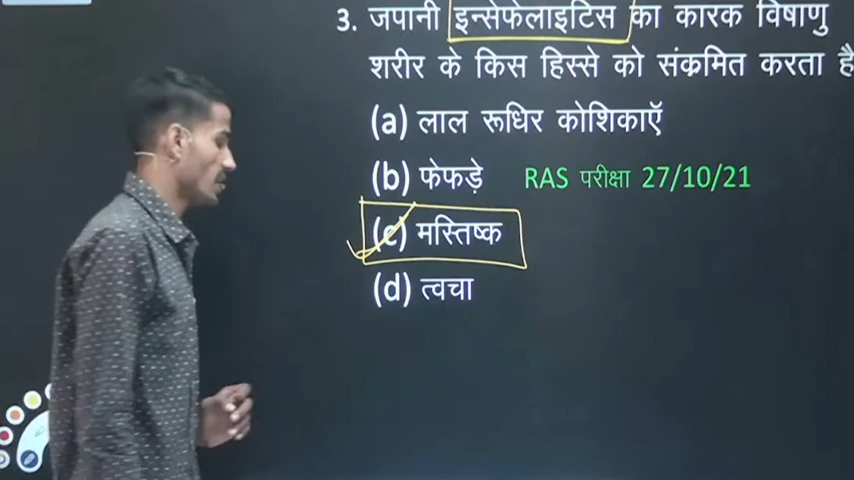 3. जपानी इन्सेफेलाइटिस का कारक विषाणु
शरीर के किस हिस्से को संक्रमित करता है
(a) लाल रूधिर कोशिकाएॅ
(b) फेफड़े RAS परीक्षा 27/10/21
(c) मस्तिष्क
(d) त्वचा